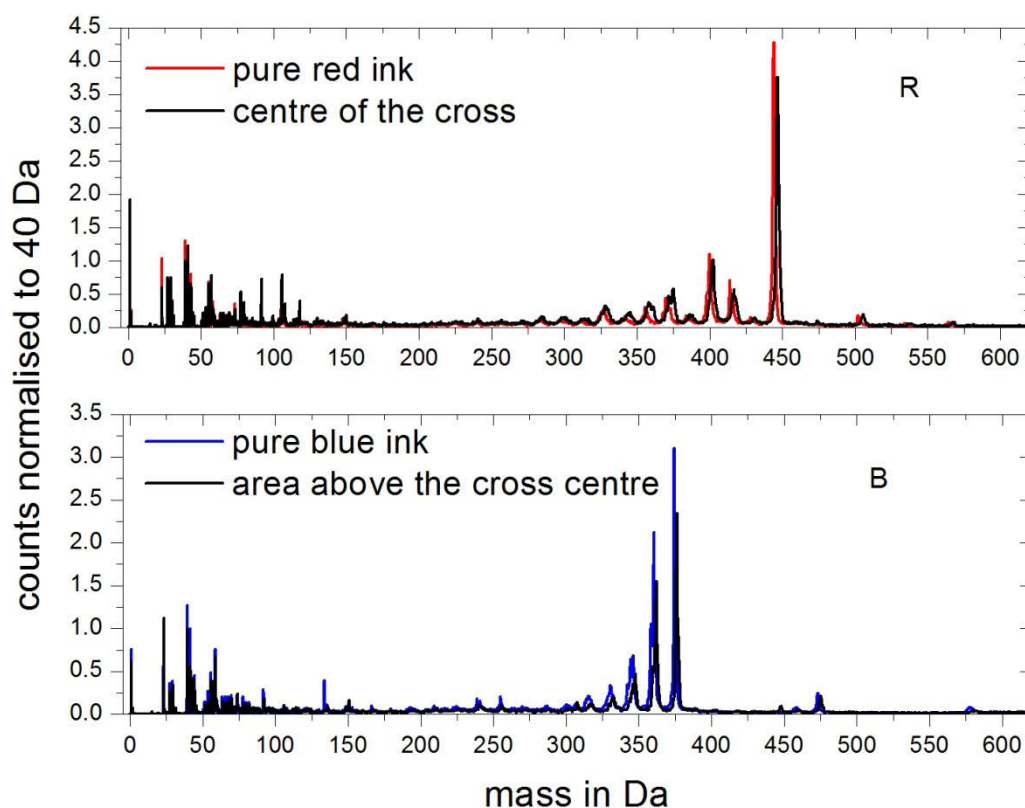 counts normalised to 40 Da
4.5
4.0
3.5
3.0
2.5
2.0
1.5
1.0
0.5
0.0
pure red ink
centre of the cross
R
0 50 100 150 200 250 300 350 400 450 500 550 600
3.5
3.0
2.5
2.0
1.5
1.0
0.5
0.0
pure blue ink
area above the cross centre
B
0 50 100 150 200 250 300 350 400 450 500 550 600
mass in Da